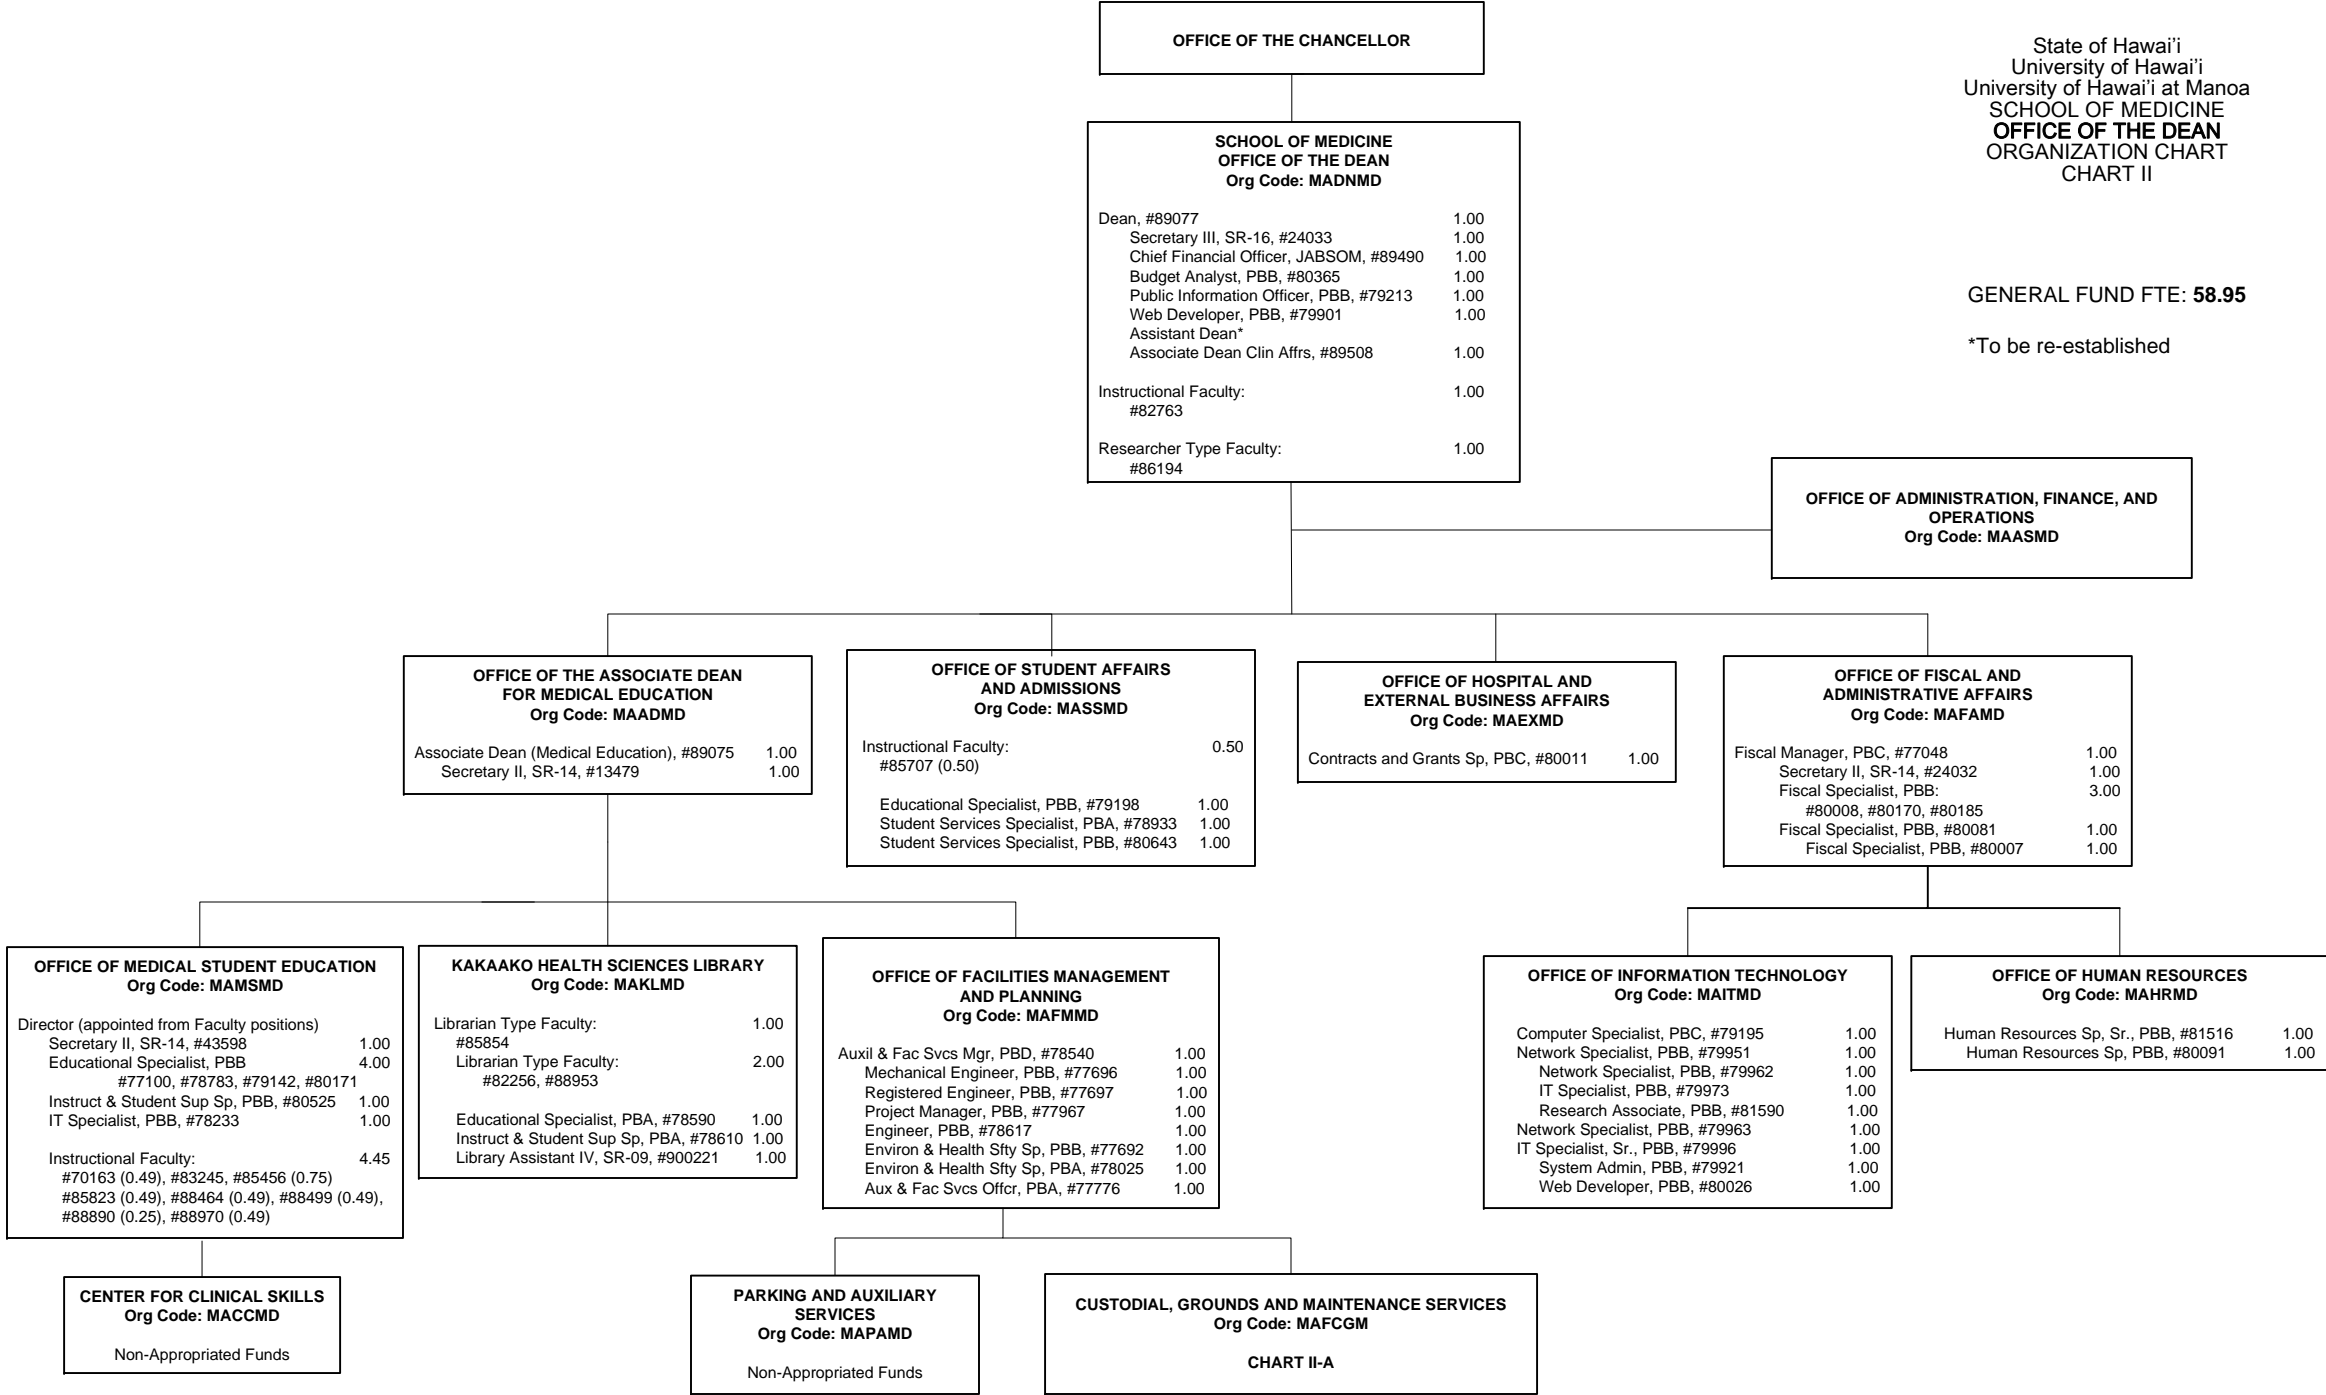 OFFICE OF THE CHANCELLOR
State of Hawai'i
University of Hawai'i
University of Hawai'i at Manoa
SCHOOL OF MEDICINE
OFFICE OF THE DEAN
ORGANIZATION CHART
CHART II
GENERAL FUND FTE: 58.95
*To be re-established
SCHOOL OF MEDICINE
OFFICE OF THE DEAN
Org Code: MADNMD
Dean, #89077 1.00
Secretary III, SR-16, #24033 1.00
Chief Financial Officer, JABSOM, #89490 1.00
Budget Analyst, PBB, #80365 1.00
Public Information Officer, PBB, #79213 1.00
Web Developer, PBB, #79901 1.00
Assistant Dean*
Associate Dean Clin Affrs, #89508 1.00
Instructional Faculty: 1.00
#82763
Researcher Type Faculty: 1.00
#86194
OFFICE OF ADMINISTRATION, FINANCE, AND
OPERATIONS
Org Code: MAASMD
OFFICE OF THE ASSOCIATE DEAN
FOR MEDICAL EDUCATION
Org Code: MAADMD
Associate Dean (Medical Education), #89075 1.00
Secretary II, SR-14, #13479 1.00
OFFICE OF STUDENT AFFAIRS
AND ADMISSIONS
Org Code: MASSMD
Instructional Faculty: 0.50
#85707 (0.50)
Educational Specialist, PBB, #79198 1.00
Student Services Specialist, PBA, #78933 1.00
Student Services Specialist, PBB, #80643 1.00
OFFICE OF HOSPITAL AND
EXTERNAL BUSINESS AFFAIRS
Org Code: MAEXMD
Contracts and Grants Sp, PBC, #80011 1.00
OFFICE OF FISCAL AND
ADMINISTRATIVE AFFAIRS
Org Code: MAFAMD
Fiscal Manager, PBC, #77048 1.00
Secretary II, SR-14, #24032 1.00
Fiscal Specialist, PBB: 3.00
#80008, #80170, #80185
Fiscal Specialist, PBB, #80081 1.00
Fiscal Specialist, PBB, #80007 1.00
OFFICE OF MEDICAL STUDENT EDUCATION
Org Code: MAMSMD
Director (appointed from Faculty positions)
Secretary II, SR-14, #43598 1.00
Educational Specialist, PBB 4.00
#77100, #78783, #79142, #80171
Instruct & Student Sup Sp, PBB, #80525 1.00
IT Specialist, PBB, #78233 1.00
Instructional Faculty: 4.45
#70163 (0.49), #83245, #85456 (0.75)
#85823 (0.49), #88464 (0.49), #88499 (0.49),
#88890 (0.25), #88970 (0.49)
KAKAAKO HEALTH SCIENCES LIBRARY
Org Code: MAKLMD
Librarian Type Faculty: 1.00
#85854
Librarian Type Faculty: 2.00
#82256, #88953
Educational Specialist, PBA, #78590 1.00
Instruct & Student Sup Sp, PBA, #78610 1.00
Library Assistant IV, SR-09, #900221 1.00
OFFICE OF FACILITIES MANAGEMENT
AND PLANNING
Org Code: MAFMMD
Auxil & Fac Svcs Mgr, PBD, #78540 1.00
Mechanical Engineer, PBB, #77696 1.00
Registered Engineer, PBB, #77697 1.00
Project Manager, PBB, #77967 1.00
Engineer, PBB, #78617 1.00
Environ & Health Sfty Sp, PBB, #77692 1.00
Environ & Health Sfty Sp, PBA, #78025 1.00
Aux & Fac Svcs Offcr, PBA, #77776 1.00
OFFICE OF INFORMATION TECHNOLOGY
Org Code: MAITMD
Computer Specialist, PBC, #79195 1.00
Network Specialist, PBB, #79951 1.00
Network Specialist, PBB, #79962 1.00
IT Specialist, PBB, #79973 1.00
Research Associate, PBB, #81590 1.00
Network Specialist, PBB, #79963 1.00
IT Specialist, Sr., PBB, #79996 1.00
System Admin, PBB, #79921 1.00
Web Developer, PBB, #80026 1.00
OFFICE OF HUMAN RESOURCES
Org Code: MAHRMD
Human Resources Sp, Sr., PBB, #81516 1.00
Human Resources Sp, PBB, #80091 1.00
CENTER FOR CLINICAL SKILLS
Org Code: MACCMD
Non-Appropriated Funds
PARKING AND AUXILIARY
SERVICES
Org Code: MAPAMD
Non-Appropriated Funds
CUSTODIAL, GROUNDS AND MAINTENANCE SERVICES
Org Code: MAFCGM
CHART II-A